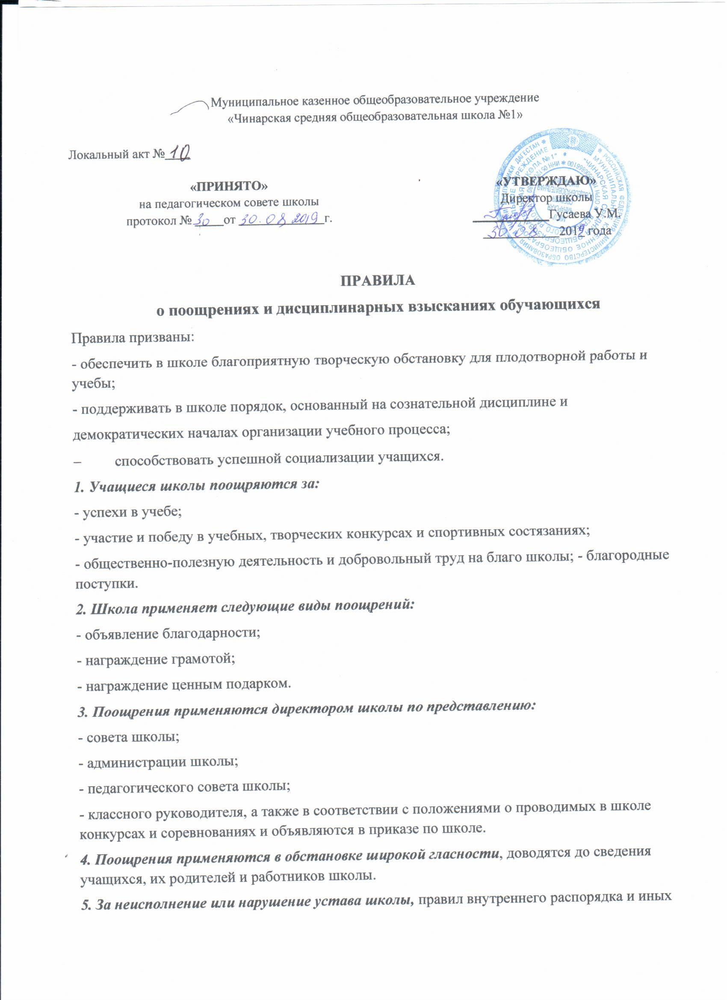 Муниципальное казенное общеобразовательное учреждение
«Чинарская средняя общеобразовательная школа №1»
Локальный акт № 10
«ПРИНЯТО»
на педагогическом совете школы
протокол № 30 от 30.08 2019 г.
«УТВЕРЖДАЮ»
Директор школы
Гусаева У.М.
30.08 2019 года
ПРАВИЛА
о поощрениях и дисциплинарных взысканиях обучающихся
Правила призваны:
- обеспечить в школе благоприятную творческую обстановку для плодотворной работы и
учебы;
- поддерживать в школе порядок, основанный на сознательной дисциплине и
демократических началах организации учебного процесса;
– способствовать успешной социализации учащихся.
1. Учащиеся школы поощряются за:
- успехи в учебе;
- участие и победу в учебных, творческих конкурсах и спортивных состязаниях;
- общественно-полезную деятельность и добровольный труд на благо школы; - благородные
поступки.
2. Школа применяет следующие виды поощрений:
- объявление благодарности;
- награждение грамотой;
- награждение ценным подарком.
3. Поощрения применяются директором школы по представлению:
- совета школы;
- администрации школы;
- педагогического совета школы;
- классного руководителя, а также в соответствии с положениями о проводимых в школе
конкурсах и соревнованиях и объявляются в приказе по школе.
4. Поощрения применяются в обстановке широкой гласности, доводятся до сведения
учащихся, их родителей и работников школы.
5. За неисполнение или нарушение устава школы, правил внутреннего распорядка и иных